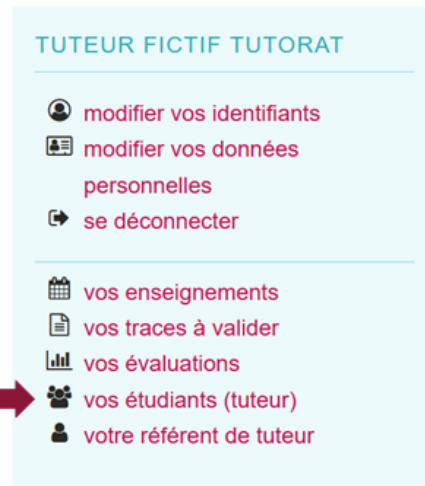 TUTEUR FICTIF TUTORAT
modifier vos identifiants
modifier vos données
personnelles
se déconnecter
vos enseignements
vos traces à valider
vos évaluations
vos étudiants (tuteur)
votre référent de tuteur